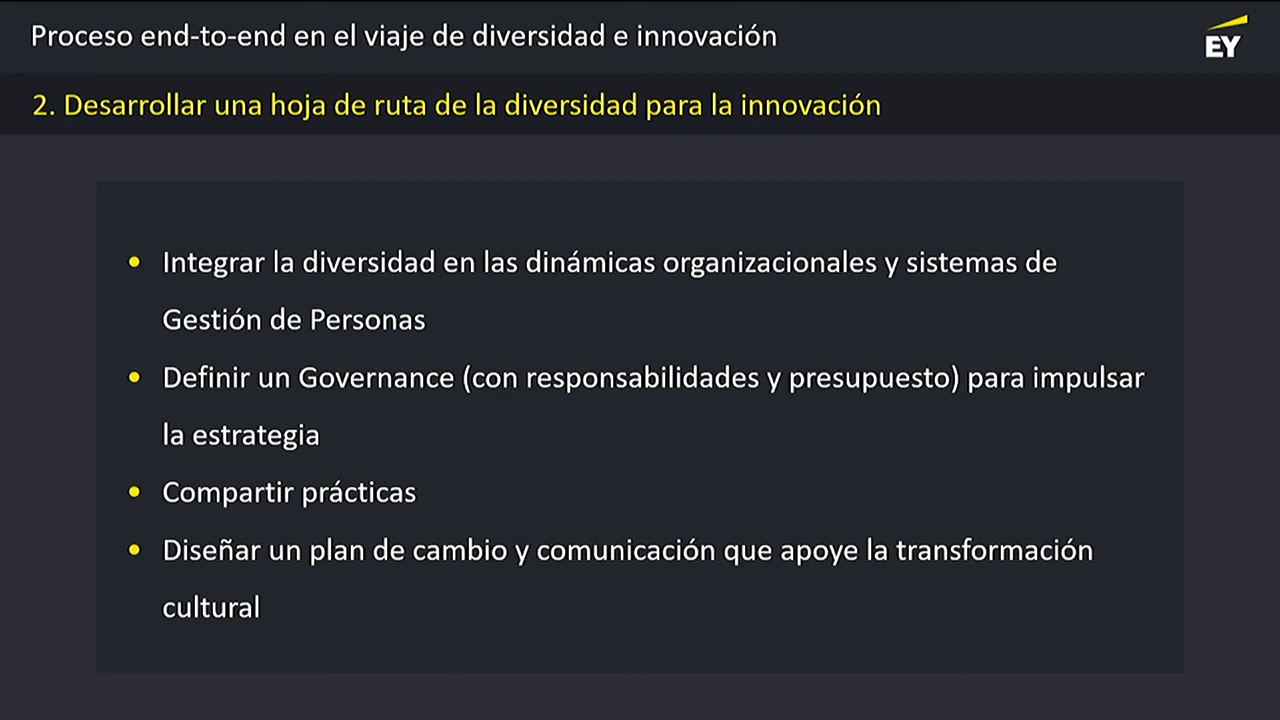 Proceso end-to-end en el viaje de diversidad e innovación
EY
2. Desarrollar una hoja de ruta de la diversidad para la innovación
• Integrar la diversidad en las dinámicas organizacionales y sistemas de
Gestión de Personas
• Definir un Governance (con responsabilidades y presupuesto) para impulsar
la estrategia
• Compartir prácticas
• Diseñar un plan de cambio y comunicación que apoye la transformación
cultural